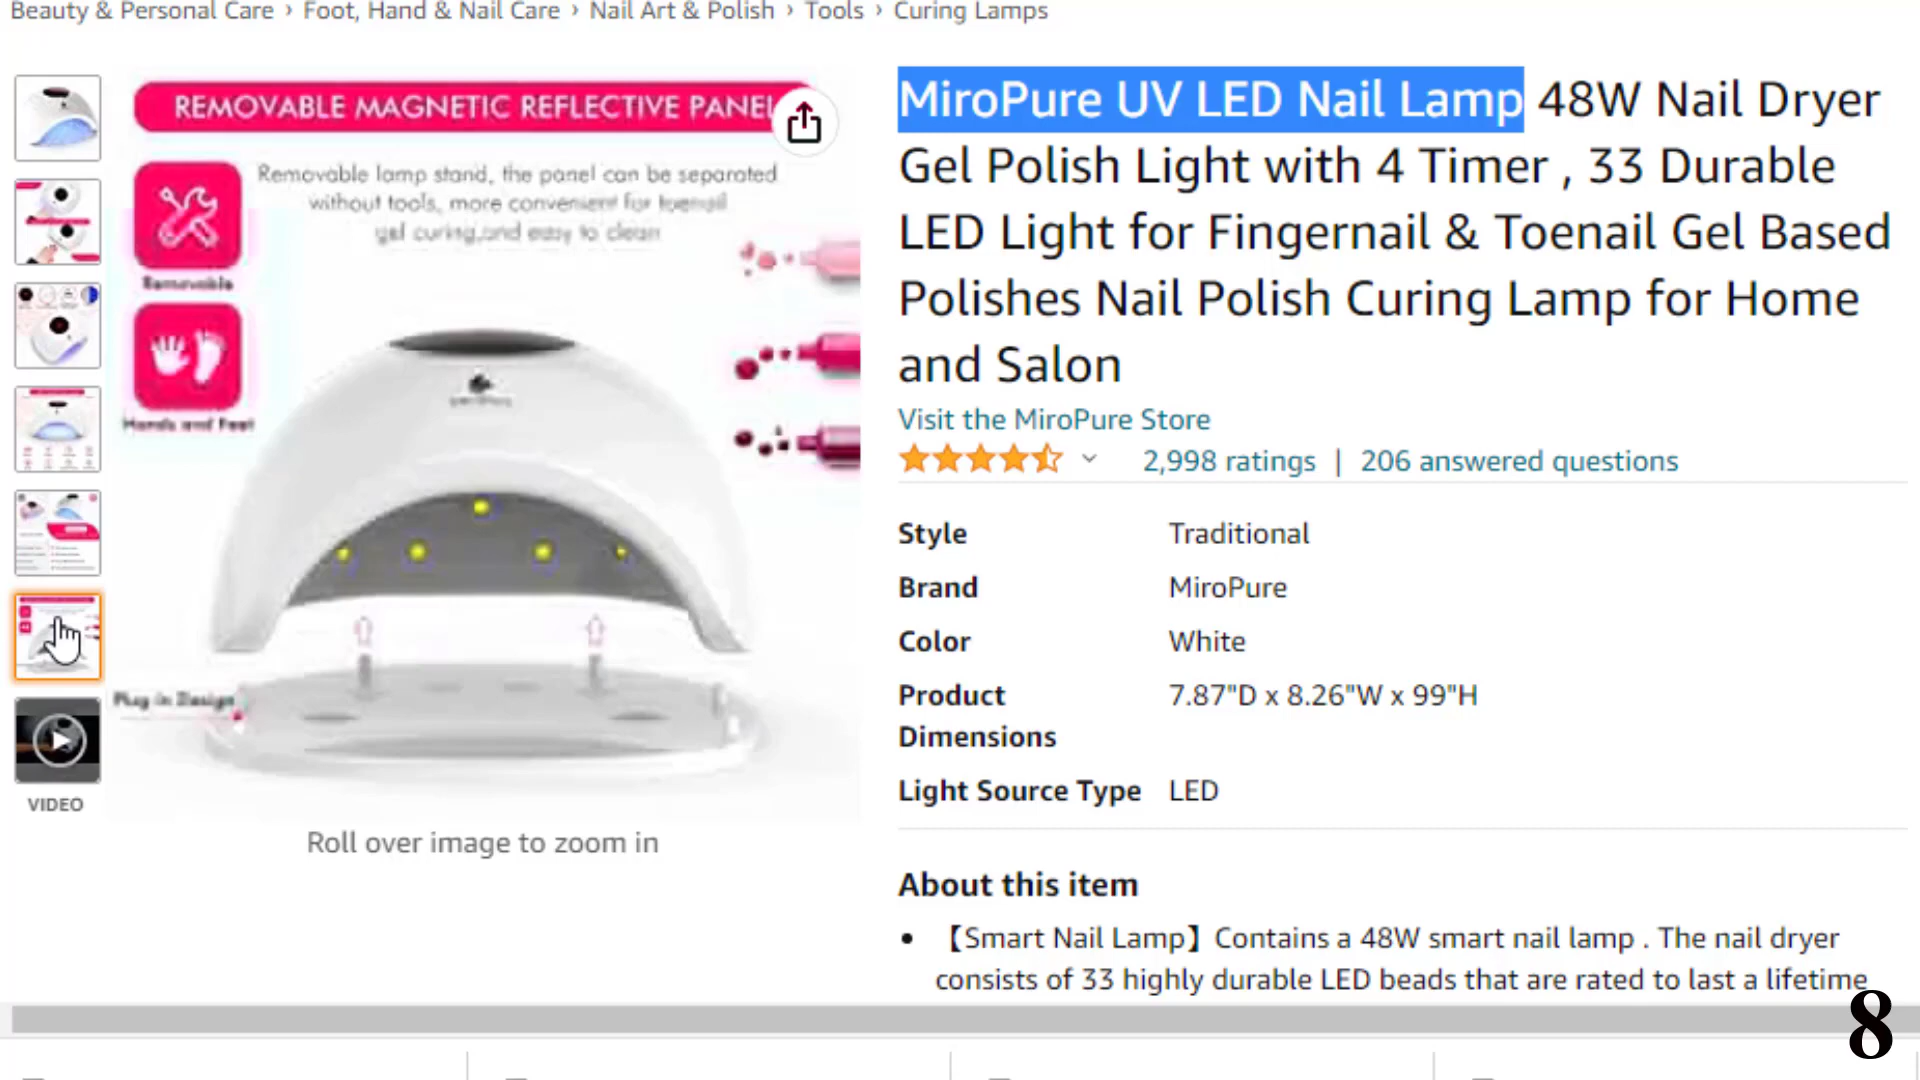 Beauty & Personal Care › Foot, Hand & Nail Care › Nail Art & Polish › Tools › Curing Lamps
REMOVABLE MAGNETIC REFLECTIVE PANEL
Removable lamp stand, the panel can be separated
without tools, more convenient for toenail
gel curing,and easy to clean
Removable
Hands and Feet
Plug in Design
VIDEO
Roll over image to zoom in
MiroPure UV LED Nail Lamp 48W Nail Dryer
Gel Polish Light with 4 Timer , 33 Durable
LED Light for Fingernail & Toenail Gel Based
Polishes Nail Polish Curing Lamp for Home
and Salon
Visit the MiroPure Store
2,998 ratings | 206 answered questions
Style Traditional
Brand MiroPure
Color White
Product Dimensions 7.87"D x 8.26"W x 99"H
Light Source Type LED
About this item
• 【Smart Nail Lamp】Contains a 48W smart nail lamp . The nail dryer
consists of 33 highly durable LED beads that are rated to last a lifetime
8